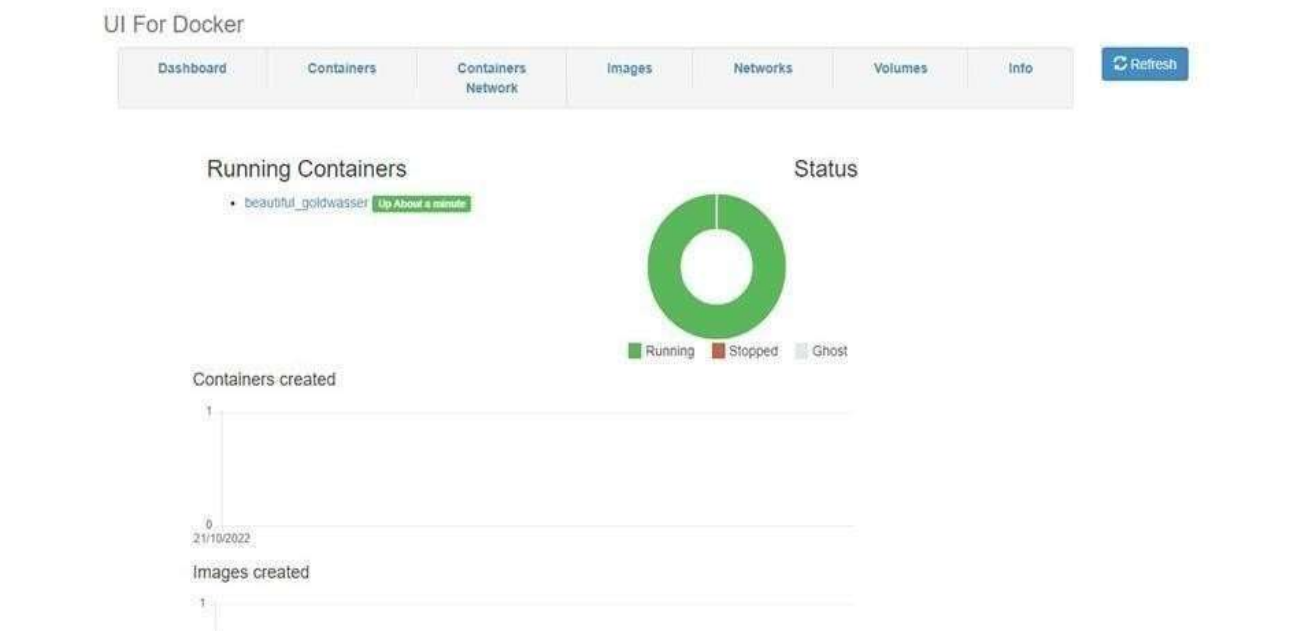 UI For Docker
Dashboard Containers Containers Network Images Networks Volumes Info Refresh
Running Containers
beautiful_goldwasser Up About a minute
Status
Running Stopped Ghost
Containers created
1
0
21/10/2022
Images created
1